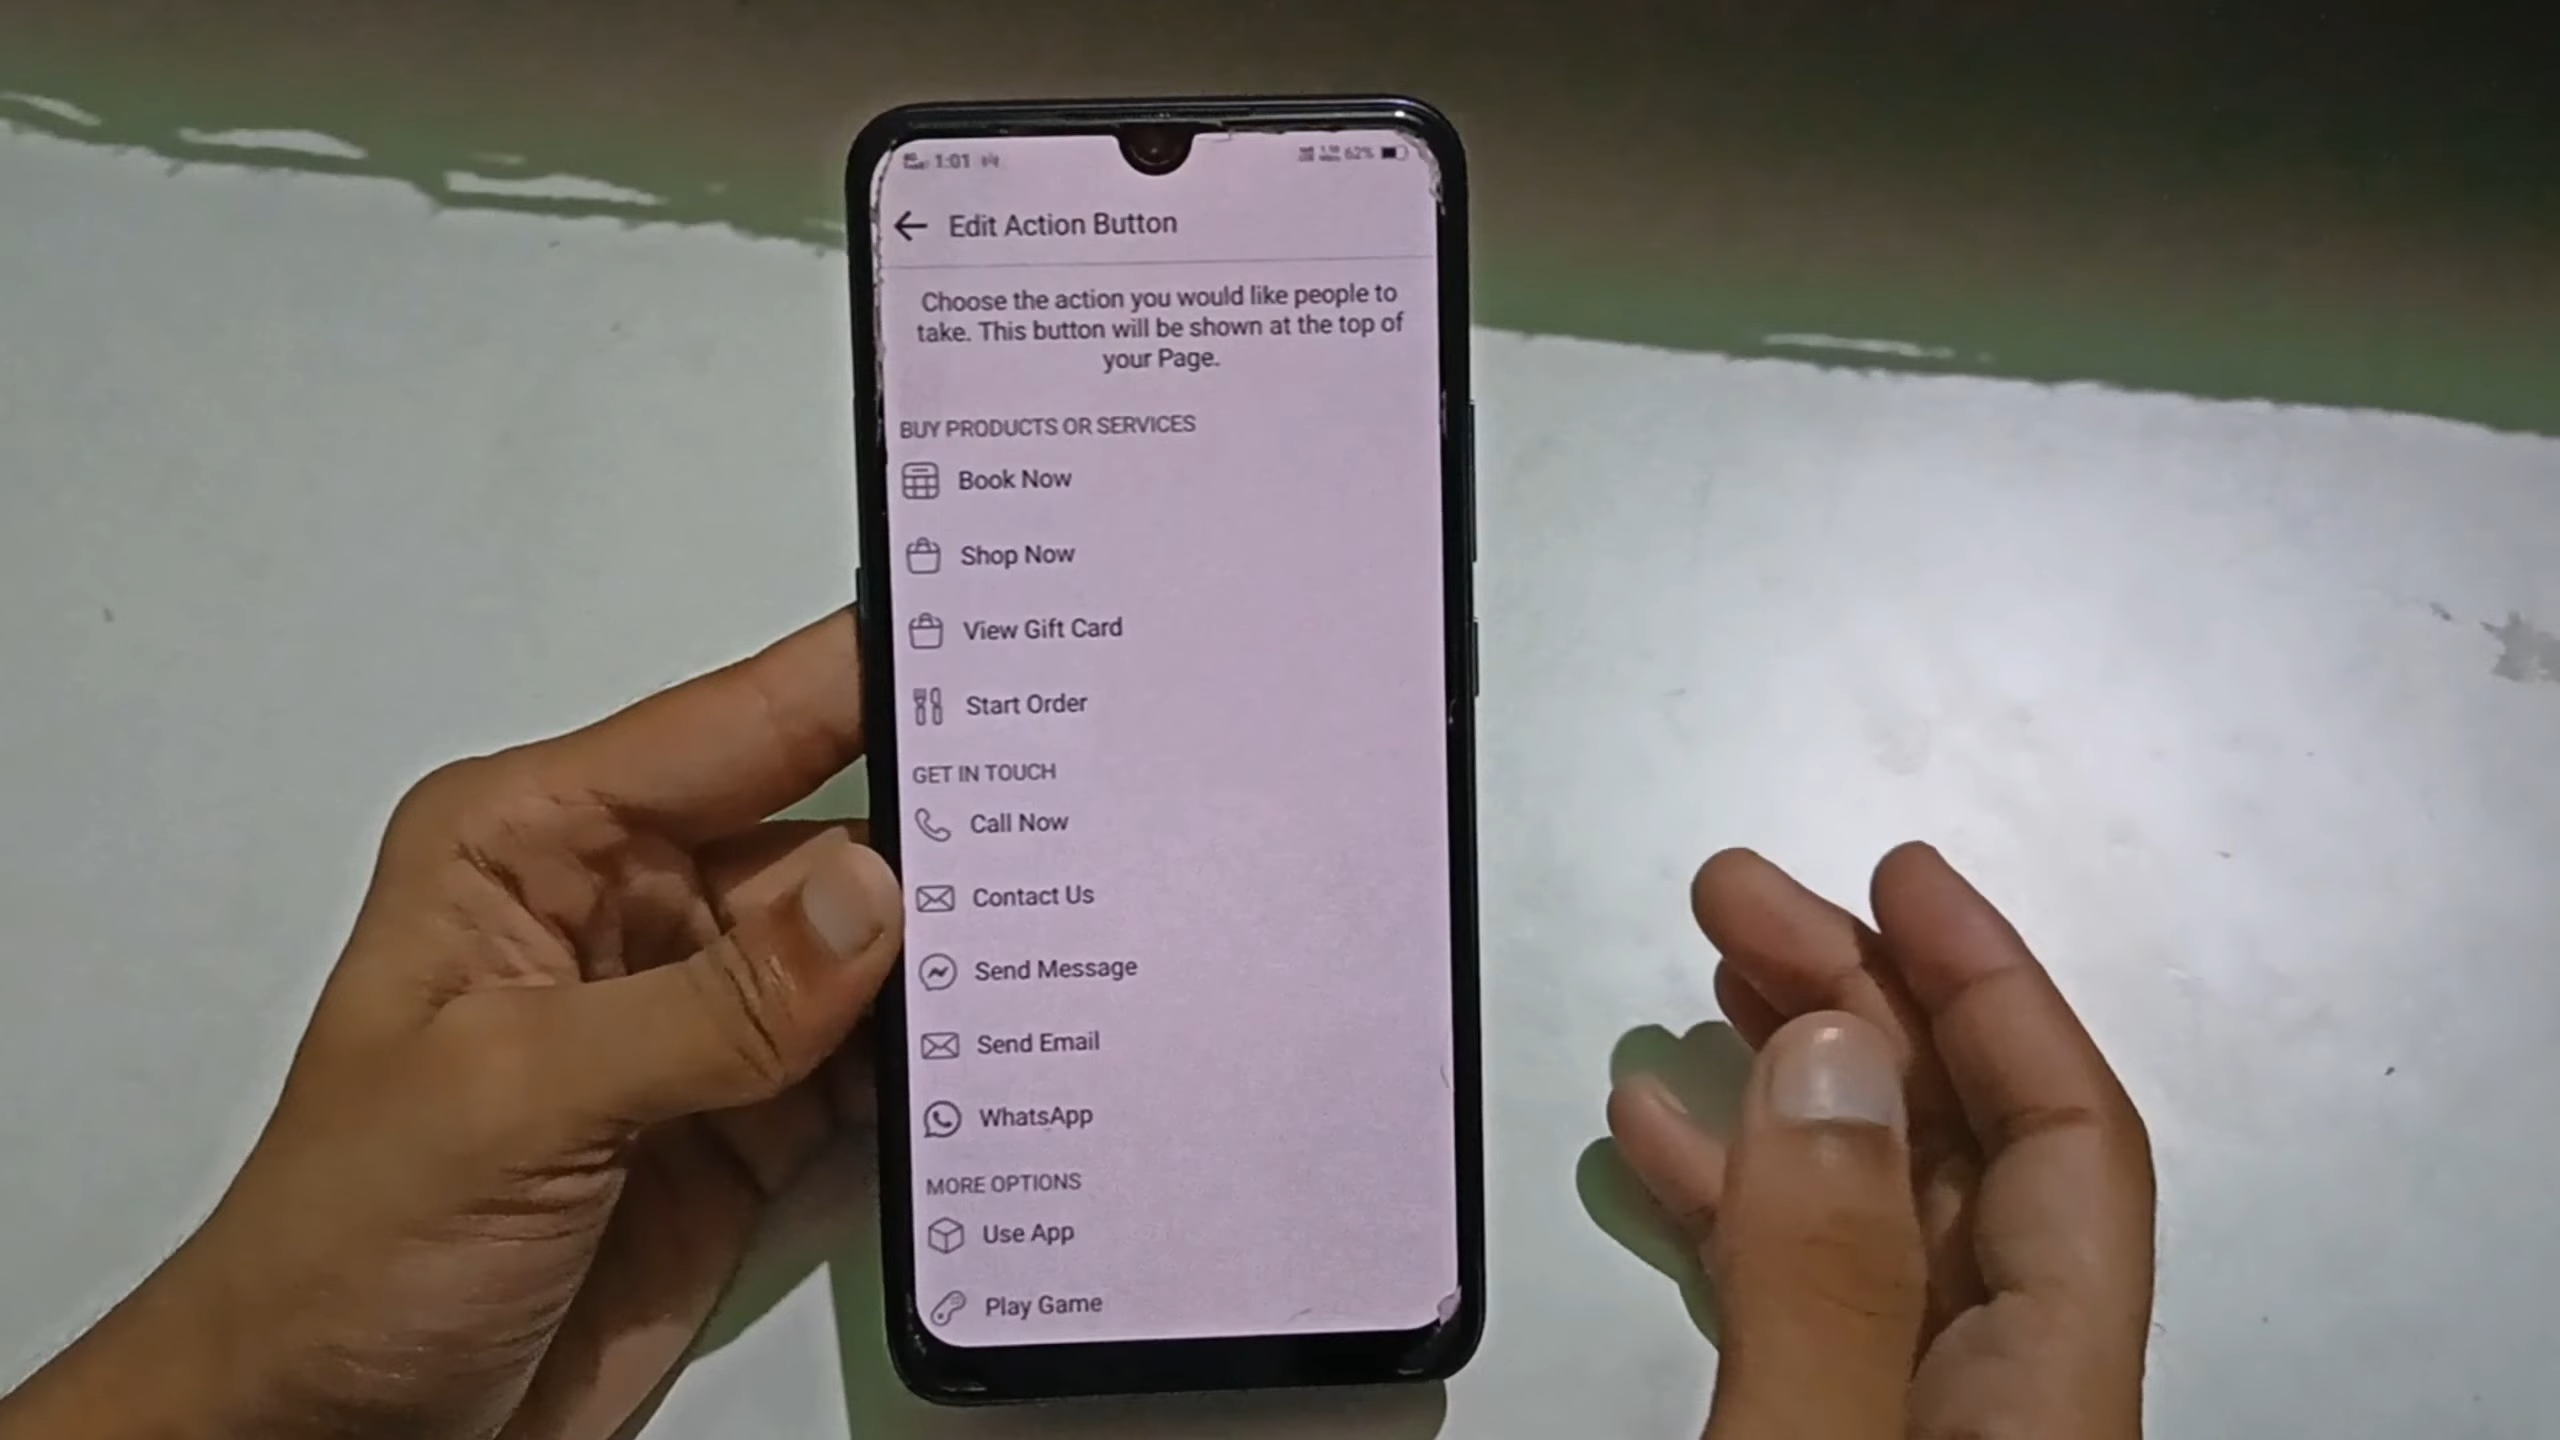 1:01
62%
Edit Action Button
Choose the action you would like people to
take. This button will be shown at the top of
your Page.
BUY PRODUCTS OR SERVICES
Book Now
Shop Now
View Gift Card
Start Order
GET IN TOUCH
Call Now
Contact Us
Send Message
Send Email
WhatsApp
MORE OPTIONS
Use App
Play Game